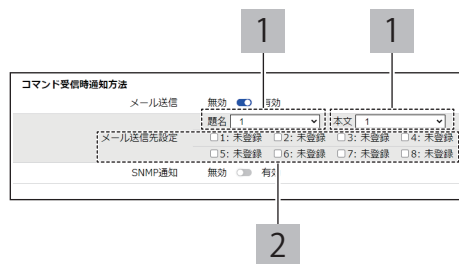 1 1
コマンド受信時通知方法
メール送信 無効 有効
題名 1 本文 1
メール送信先設定 1: 未登録 2: 未登録 3: 未登録 4: 未登録
5: 未登録 6: 未登録 7: 未登録 8: 未登録
SNMP通知 無効 有効
2